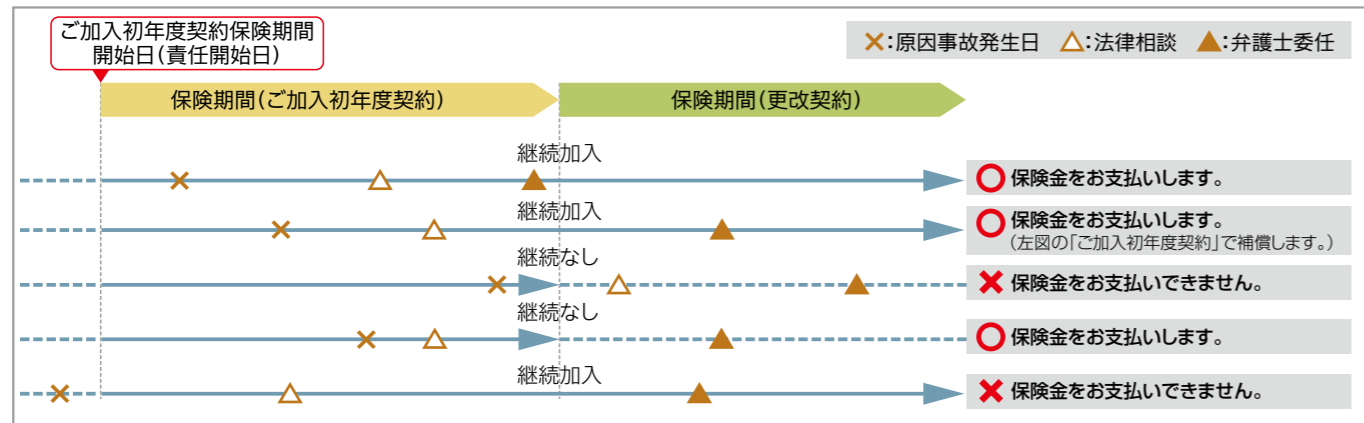 ご加入初年度契約保険期間
開始日(責任開始日)
×:原因事故発生日 △:法律相談 ▲:弁護士委任
保険期間(ご加入初年度契約)
保険期間(更改契約)
継続加入
保険金をお支払いします。
継続加入
保険金をお支払いします。
(左図の「ご加入初年度契約」で補償します。)
継続なし
保険金をお支払いできません。
継続なし
保険金をお支払いします。
継続加入
保険金をお支払いできません。